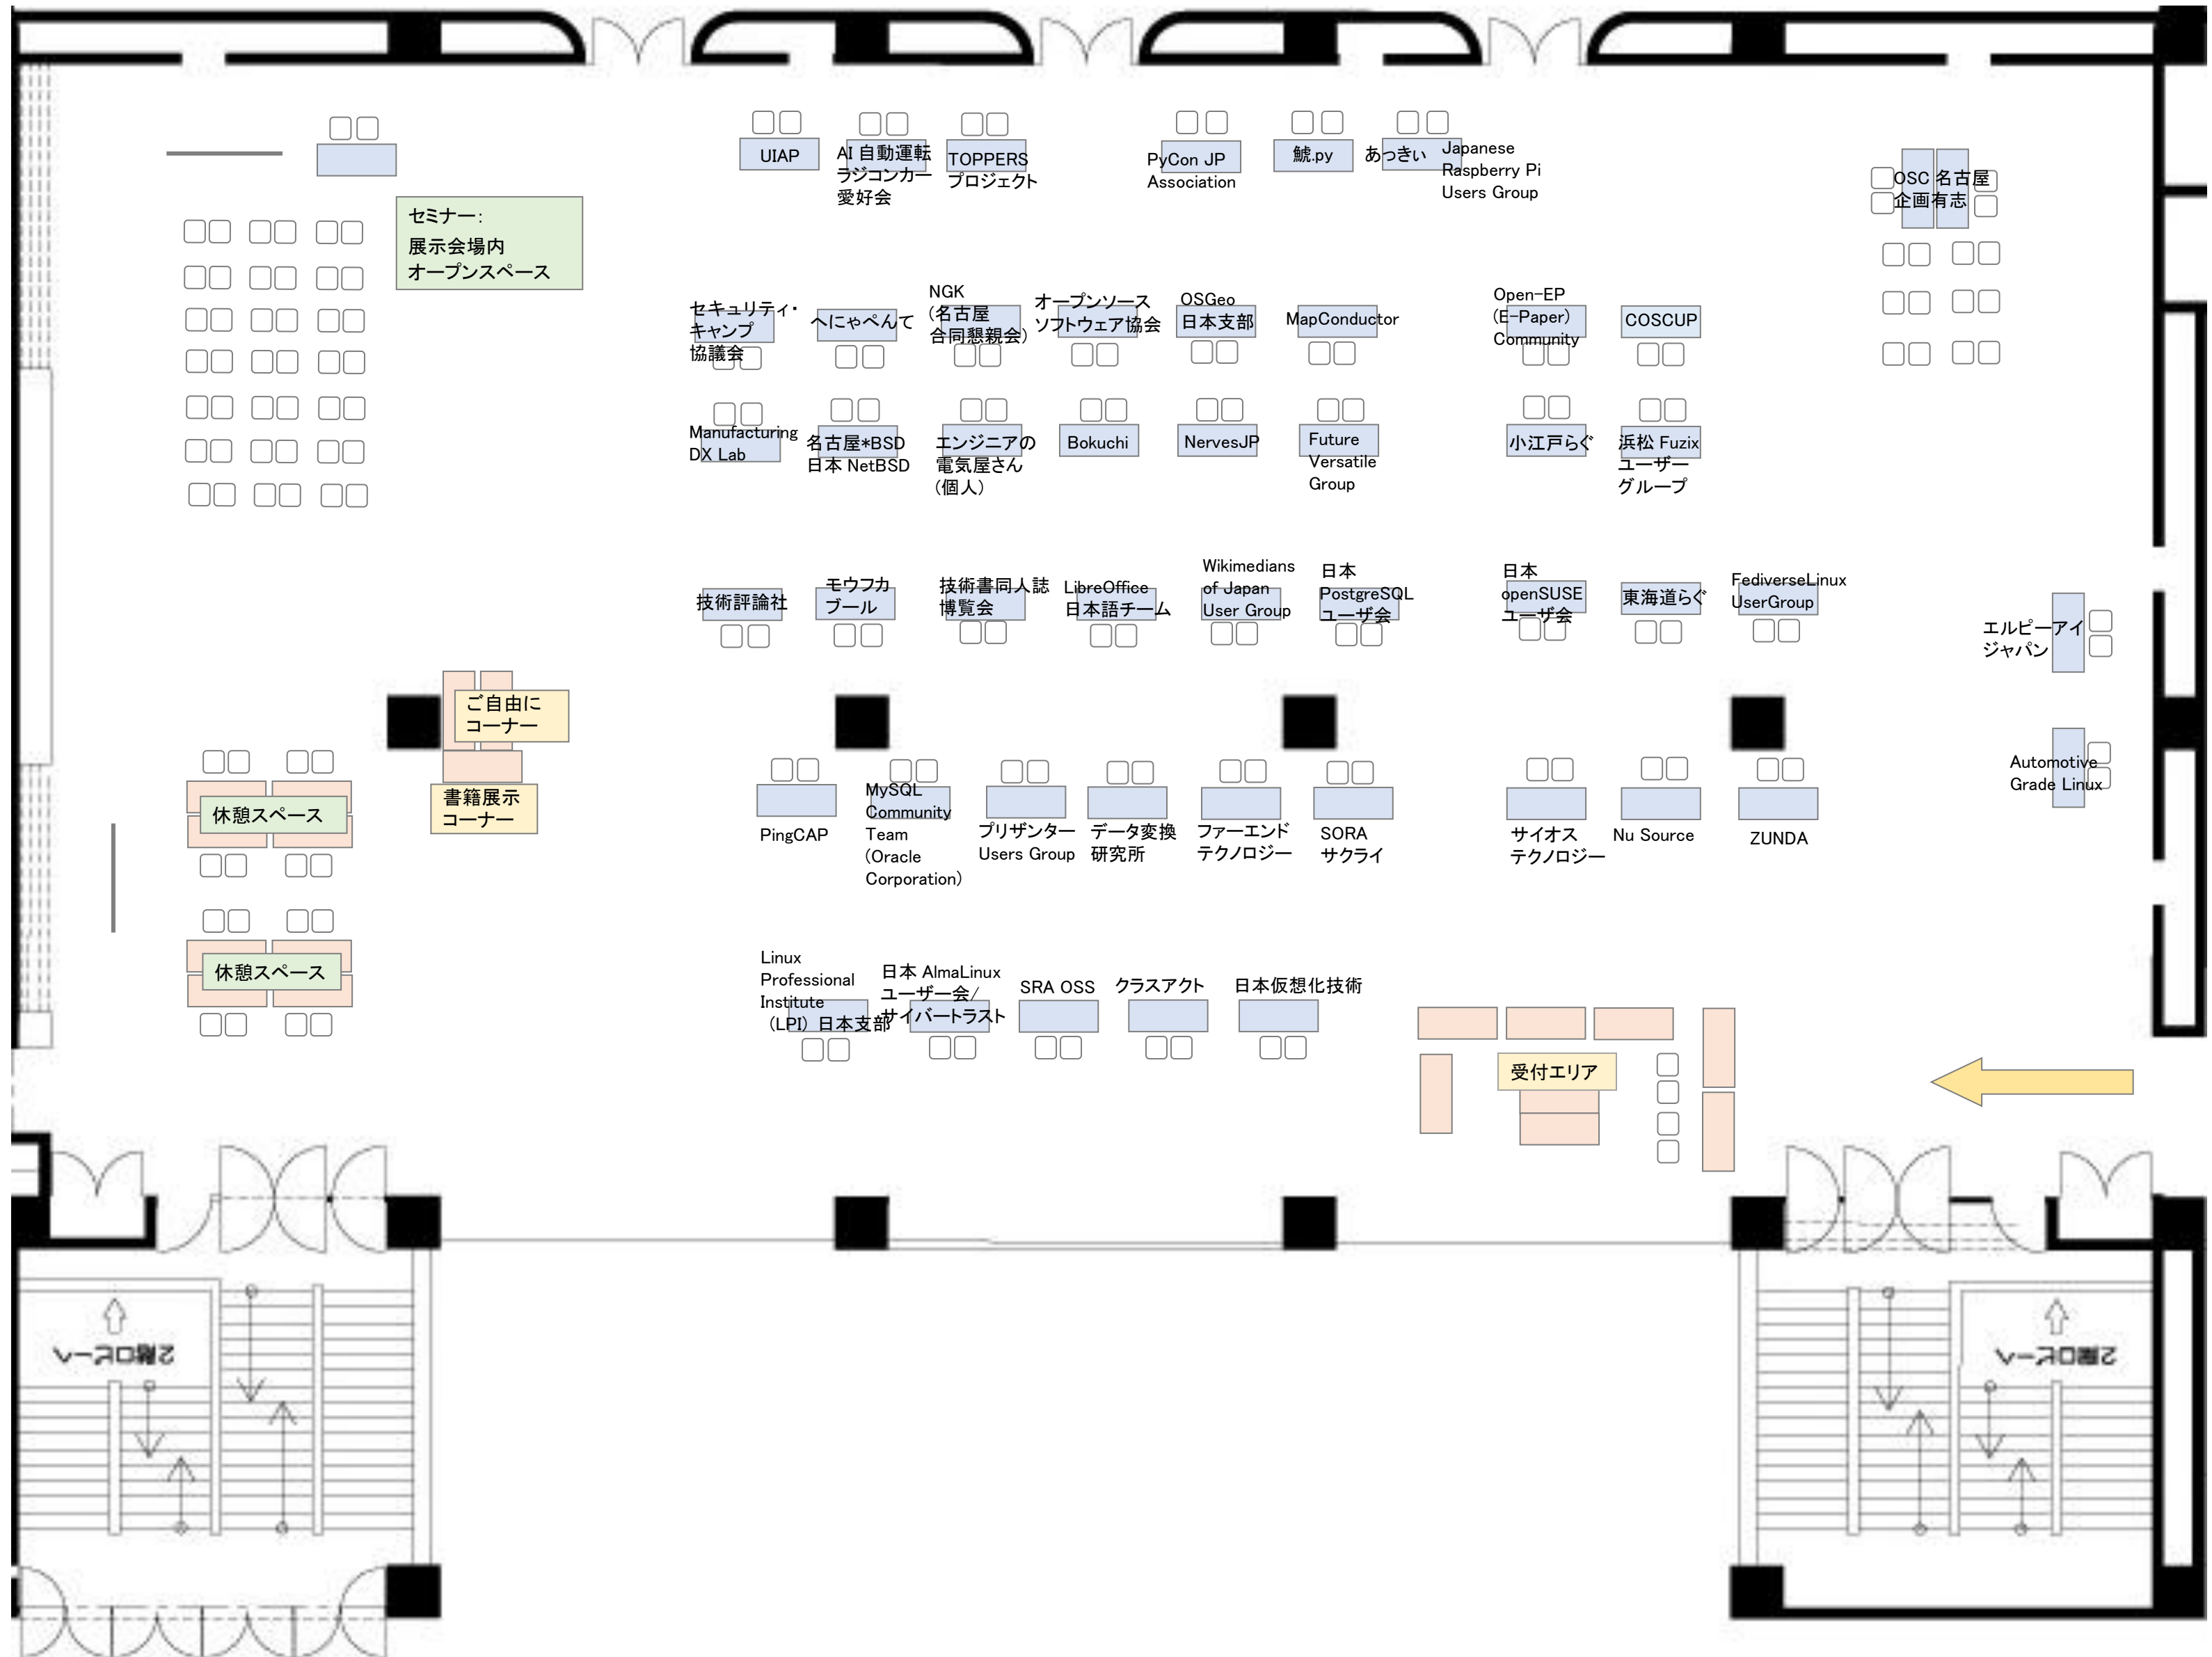 UIAP
AI 自動運転
ラジコンカー
愛好会
TOPPERS
プロジェクト
PyCon JP
Association
鯱.py
あっきぃ
Japanese
Raspberry Pi
Users Group
OSC 名古屋
企画有志
セミナー:
展示会場内
オープンスペース
セキュリティ・
キャンプ
協議会
へにゃぺんて
NGK
(名古屋
合同懇親会)
オープンソース
ソフトウェア協会
OSGeo
日本支部
MapConductor
Open-EP
(E-Paper)
Community
COSCUP
Manufacturing
DX Lab
名古屋*BSD
日本 NetBSD
エンジニアの
電気屋さん
(個人)
Bokuchi
NervesJP
Future
Versatile
Group
小江戸らぐ
浜松 Fuzix
ユーザー
グループ
技術評論社
モウフカ
ブール
技術書同人誌
博覧会
LibreOffice
日本語チーム
Wikimedians
of Japan
User Group
日本
PostgreSQL
ユーザ会
日本
openSUSE
ユーザ会
東海道らぐ
FediverseLinux
UserGroup
エルピーアイ
ジャパン
ご自由に
コーナー
書籍展示
コーナー
休憩スペース
PingCAP
MySQL
Community
Team
(Oracle
Corporation)
プリザンター
Users Group
データ変換
研究所
ファーエンド
テクノロジー
SORA
サクライ
サイオス
テクノロジー
Nu Source
ZUNDA
Automotive
Grade Linux
休憩スペース
Linux
Professional
Institute
(LPI) 日本支部
日本 AlmaLinux
ユーザー会/
サイバートラスト
SRA OSS
クラスアクト
日本仮想化技術
受付エリア
2階ロビーへ
2階ロビーへ